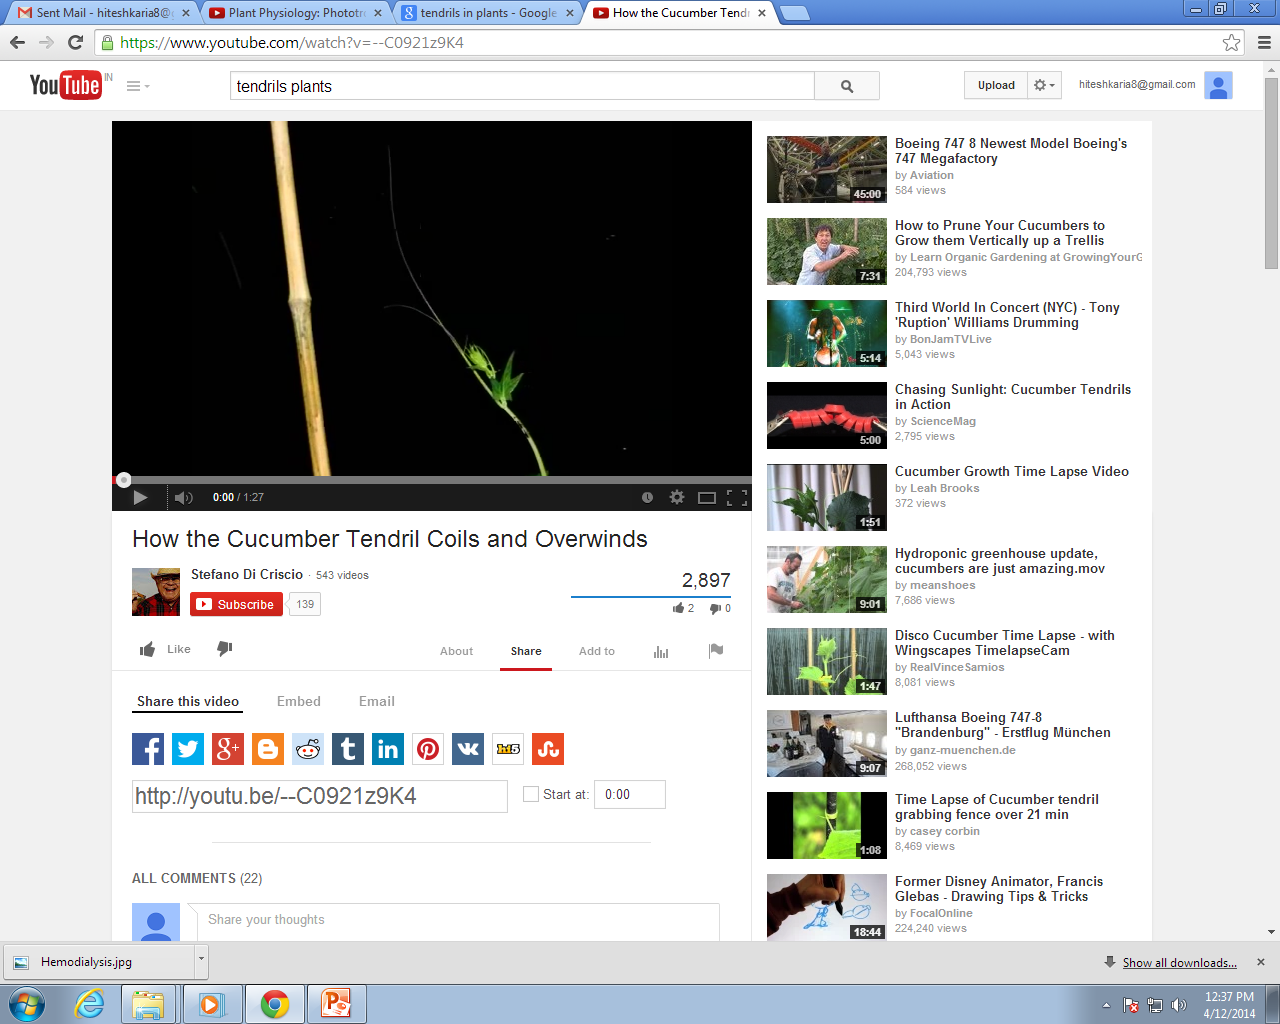 Sent Mail - hiteshkaria8@g
Plant Physiology: Phototro
tendrils in plants - Google
How the Cucumber Tendr
https://www.youtube.com/watch?v=--C0921z9K4
YouTube IN
tendrils plants
Upload
hiteshkaria8@gmail.com
0:00 / 1:27
How the Cucumber Tendril Coils and Overwinds
Stefano Di Criscio · 543 videos
Subscribe
139
2,897
2
0
Like
About
Share
Add to
Share this video
Embed
Email
http://youtu.be/--C0921z9K4
Start at:
0:00
ALL COMMENTS (22)
Share your thoughts
45:00
Boeing 747 8 Newest Model Boeing's
747 Megafactory
by Aviation
584 views
7:31
How to Prune Your Cucumbers to
Grow them Vertically up a Trellis
by Learn Organic Gardening at GrowingYourG
204,793 views
5:14
Third World In Concert (NYC) - Tony
'Ruption' Williams Drumming
by BonJamTVLive
5,043 views
5:00
Chasing Sunlight: Cucumber Tendrils
in Action
by ScienceMag
2,795 views
1:51
Cucumber Growth Time Lapse Video
by Leah Brooks
372 views
9:01
Hydroponic greenhouse update,
cucumbers are just amazing.mov
by meanshoes
7,686 views
1:47
Disco Cucumber Time Lapse - with
Wingscapes TimelapseCam
by RealVinceSamios
8,081 views
9:07
Lufthansa Boeing 747-8
"Brandenburg" - Erstflug München
by ganz-muenchen.de
268,052 views
1:08
Time Lapse of Cucumber tendril
grabbing fence over 21 min
by casey corbin
8,469 views
18:44
Former Disney Animator, Francis
Glebas - Drawing Tips & Tricks
by FocalOnline
224,240 views
Hemodialysis.jpg
Show all downloads...
12:37 PM
4/12/2014